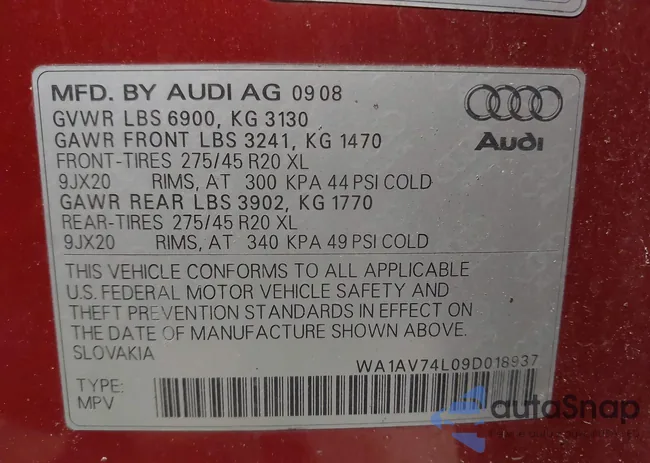 MFD. BY AUDI AG 09 08
GVWR LBS 6900, KG 3130
GAWR FRONT LBS 3241, KG 1470
FRONT-TIRES 275/45 R20 XL
9JX20 RIMS, AT 300 KPA 44 PSI COLD
GAWR REAR LBS 3902, KG 1770
REAR-TIRES 275/45 R20 XL
9JX20 RIMS, AT 340 KPA 49 PSI COLD
Audi
THIS VEHICLE CONFORMS TO ALL APPLICABLE
U.S. FEDERAL MOTOR VEHICLE SAFETY AND
THEFT PREVENTION STANDARDS IN EFFECT ON
THE DATE OF MANUFACTURE SHOWN ABOVE.
SLOVAKIA
WA1AV74L09D018937
TYPE:
MPV
autoSnap